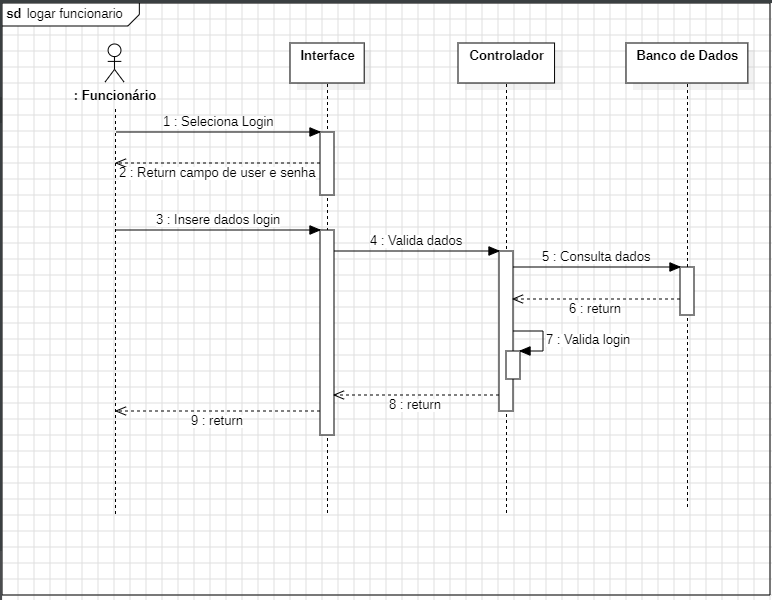 sd logar funcionario
Interface
Controlador
Banco de Dados
: Funcionário
1 : Seleciona Login
2 : Return campo de user e senha
3 : Insere dados login
4 : Valida dados
5 : Consulta dados
6 : return
7 : Valida login
8 : return
9 : return